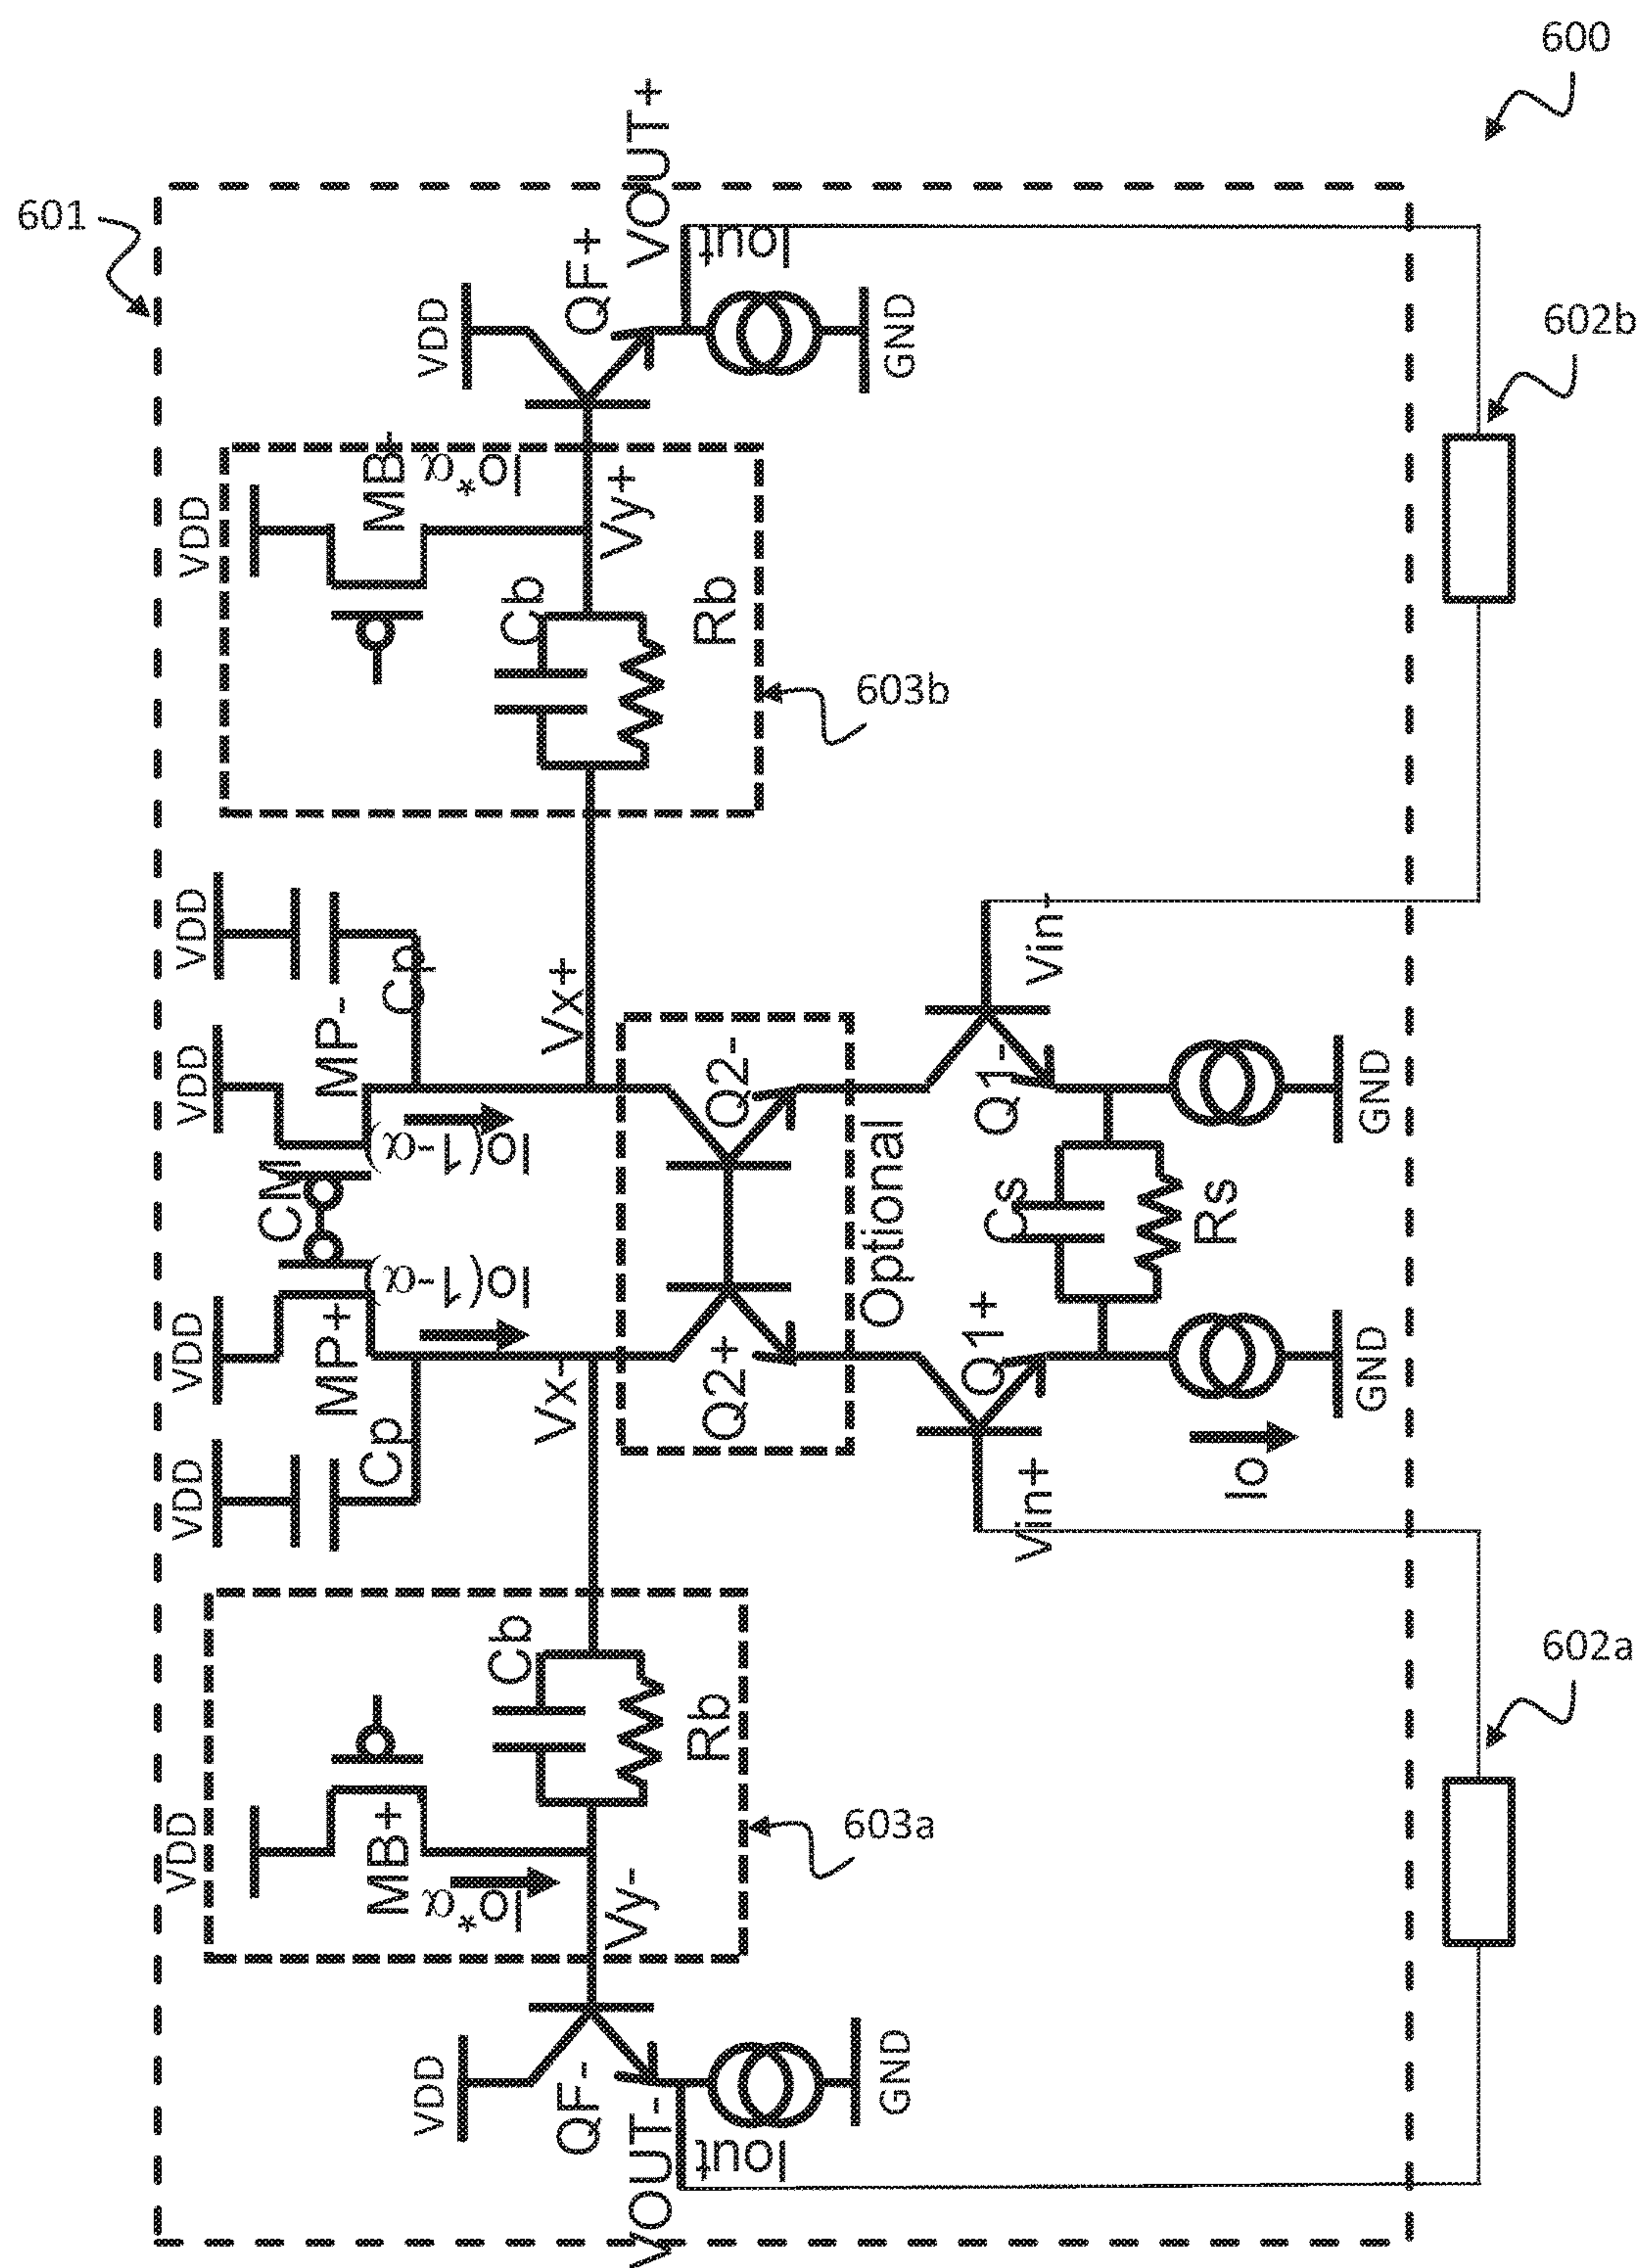 600
601
VOUT+
Iout
QF+
VDD
GND
602b
MB-
Io*α
VDD
Vy+
Cb
Rb
603b
VDD
Cp
Vx+
Vin-
VDD
MP-
Io(1-α)
Q2-
Q1-
GND
CM
Optional
Cs
Rs
Io(1-α)
VDD
MP+
Vx-
Q2+
Q1+
GND
VDD
Cp
Vin+
Io
602a
Cb
Rb
VDD
MB+
Io*α
Vy-
603a
VDD
QF-
VOUT-
Iout
GND